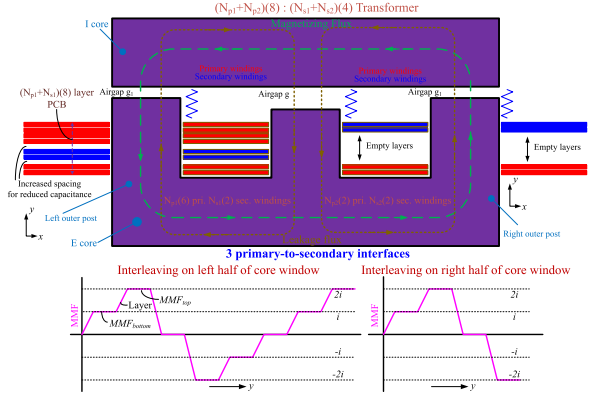 (Np1+Np2)(8) : (Ns1+Ns2)(4) Transformer
Magnetizing Flux
I core
Secondary windings
Secondary windings
Airgap g1
Airgap g
Airgap g1
(Np1+Ns1)(8) layer
PCB
Empty layers
Empty layers
Increased spacing
for reduced capacitance
y
x
Left outer post
Np1(6) pri. Ns1(2) sec. windings
Np2(2) pri. Ns2(2) sec. windings
y
x
E core
Right outer post
3 primary-to-secondary interfaces
Interleaving on left half of core window
Interleaving on right half of core window
MMF
MMFtop
Layer
MMFbottom
2i
i
-i
-2i
y
MMF
2i
i
-i
-2i
y